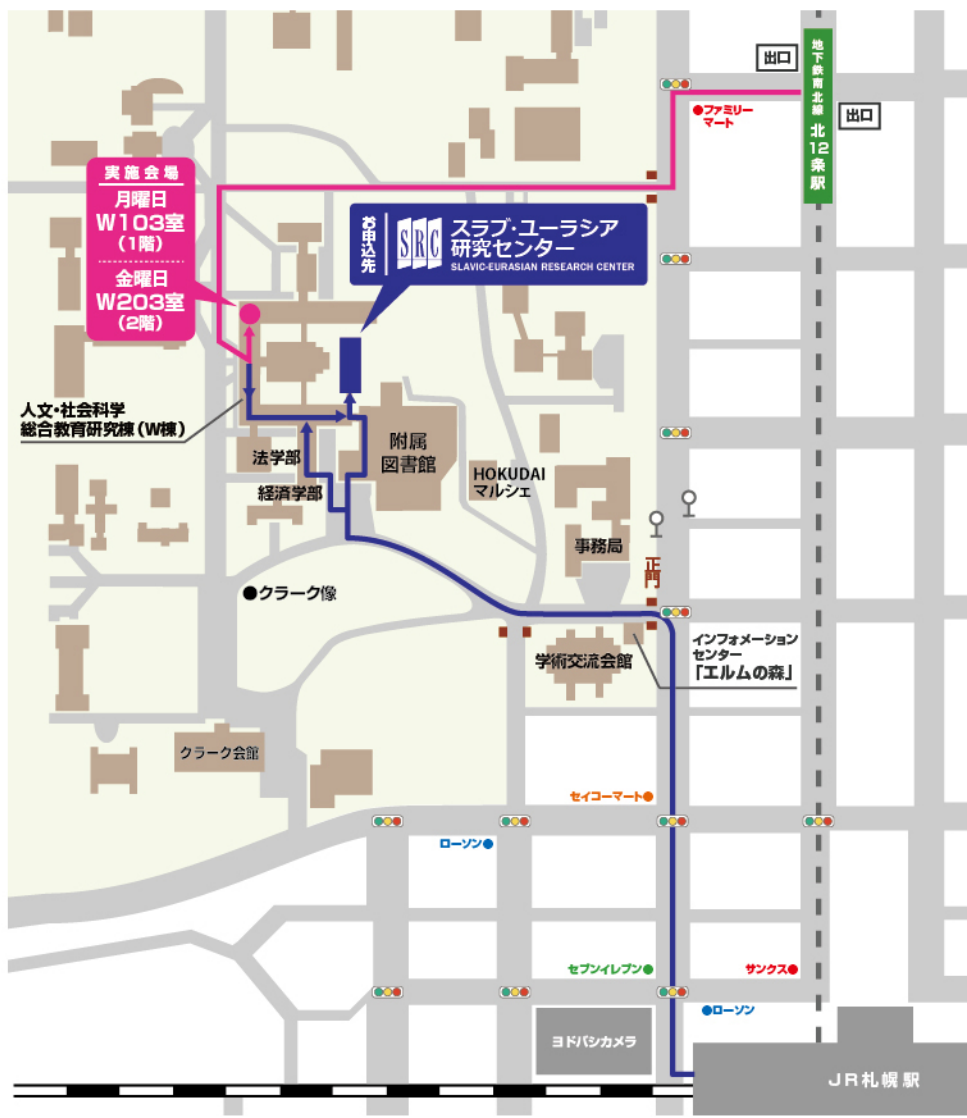 出口
地下鉄南北線 北12条駅
出口
ファミリー
マート
実施会場
月曜日
W103室
(1階)
金曜日
W203室
(2階)
お申込先
SRC
スラブ・ユーラシア
研究センター
SLAVIC-EURASIAN RESEARCH CENTER
人文・社会科学
総合教育研究棟(W棟)
法学部
経済学部
附属
図書館
HOKUDAI
マルシェ
事務局
正門
クラーク像
学術交流会館
インフォメーション
センター
「エルムの森」
クラーク会館
セイコーマート
ローソン
セブンイレブン
サンクス
ローソン
ヨドバシカメラ
JR札幌駅